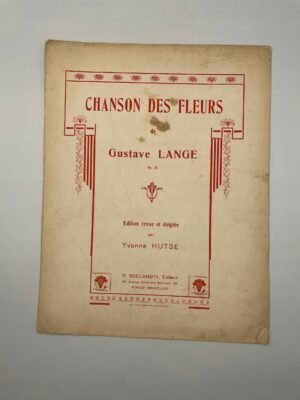 CHANSON DES FLEURS
de
Gustave LANGE
Edition revue et doigtée
par
Yvonne HUTSE
R. ROELANDTS, Editeur